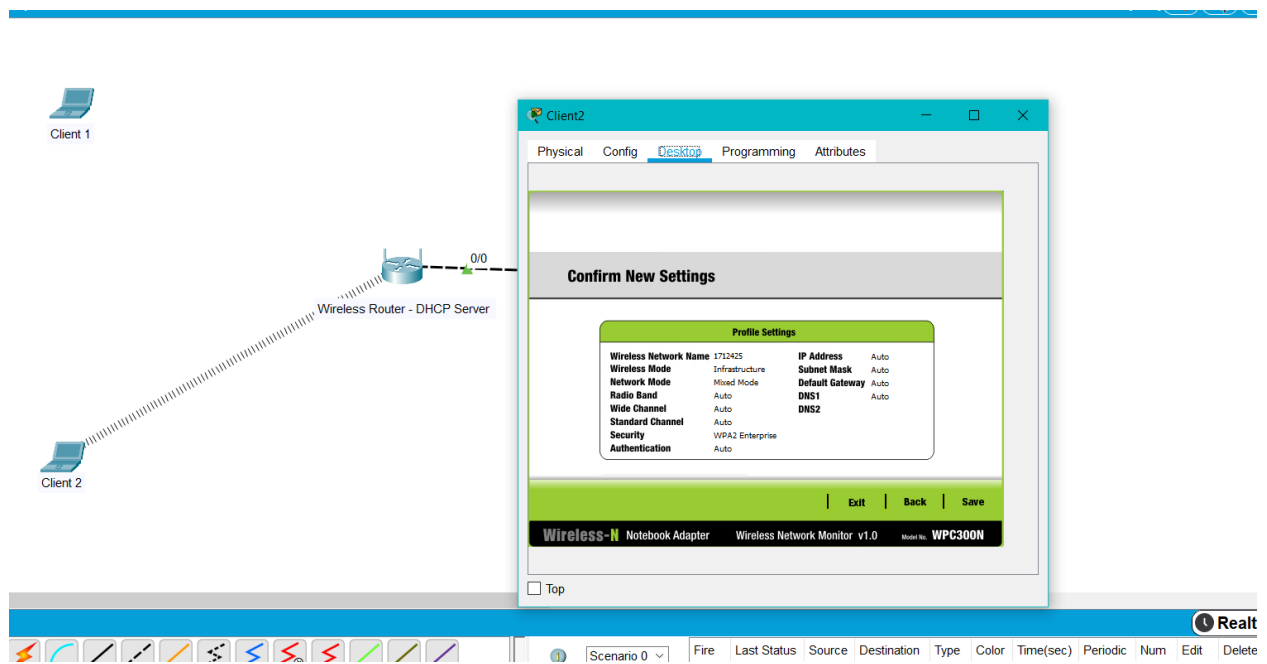 Client 1
0/0
Wireless Router - DHCP Server
Client 2
Client2
Physical Config Desktop Programming Attributes
Confirm New Settings
Profile Settings
Wireless Network Name 1712425 IP Address Auto
Wireless Mode Infrastructure Subnet Mask Auto
Network Mode Mixed Mode Default Gateway Auto
Radio Band Auto DNS1 Auto
Wide Channel Auto DNS2
Standard Channel Auto
Security WPA2 Enterprise
Authentication Auto
Exit Back Save
Wireless-N Notebook Adapter Wireless Network Monitor v1.0 Model No. WPC300N
Top
Realt
Scenario 0 Fire Last Status Source Destination Type Color Time(sec) Periodic Num Edit Delete